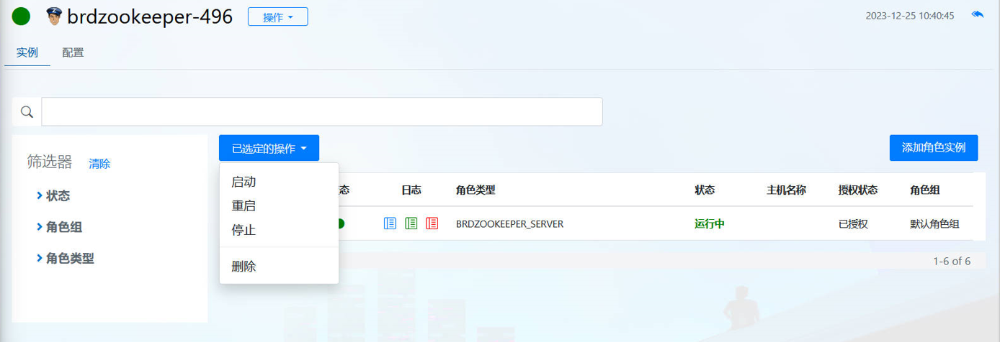 brdzookeeper-496 操作 2023-12-25 10:40:45
实例 配置
筛选器 清除
状态
角色组
角色类型
已选定的操作 添加角色实例
启动
重启
停止
删除
态 日志 角色类型 状态 主机名称 授权状态 角色组
BRDZOOKEEPER_SERVER 运行中 已授权 默认角色组
1-6 of 6